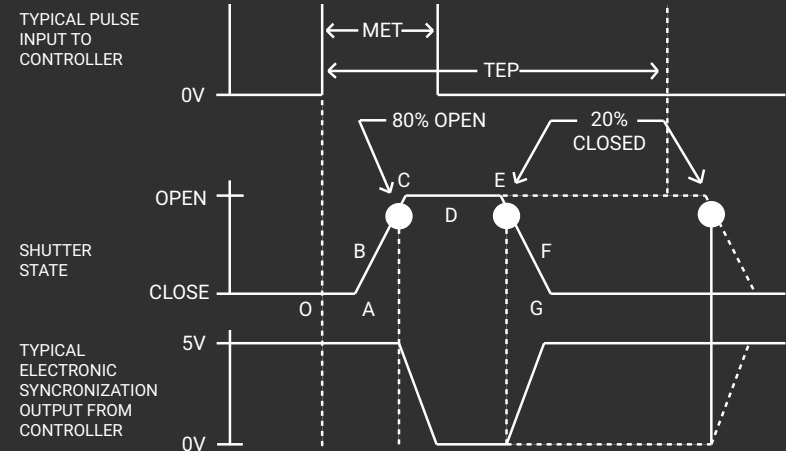 TYPICAL PULSE
INPUT TO
CONTROLLER
MET
TEP
0V
80% OPEN
20%
CLOSED
C
E
OPEN
D
SHUTTER
STATE
B
F
CLOSE
O
A
G
5V
TYPICAL
ELECTRONIC
SYNCRONIZATION
OUTPUT FROM
CONTROLLER
0V